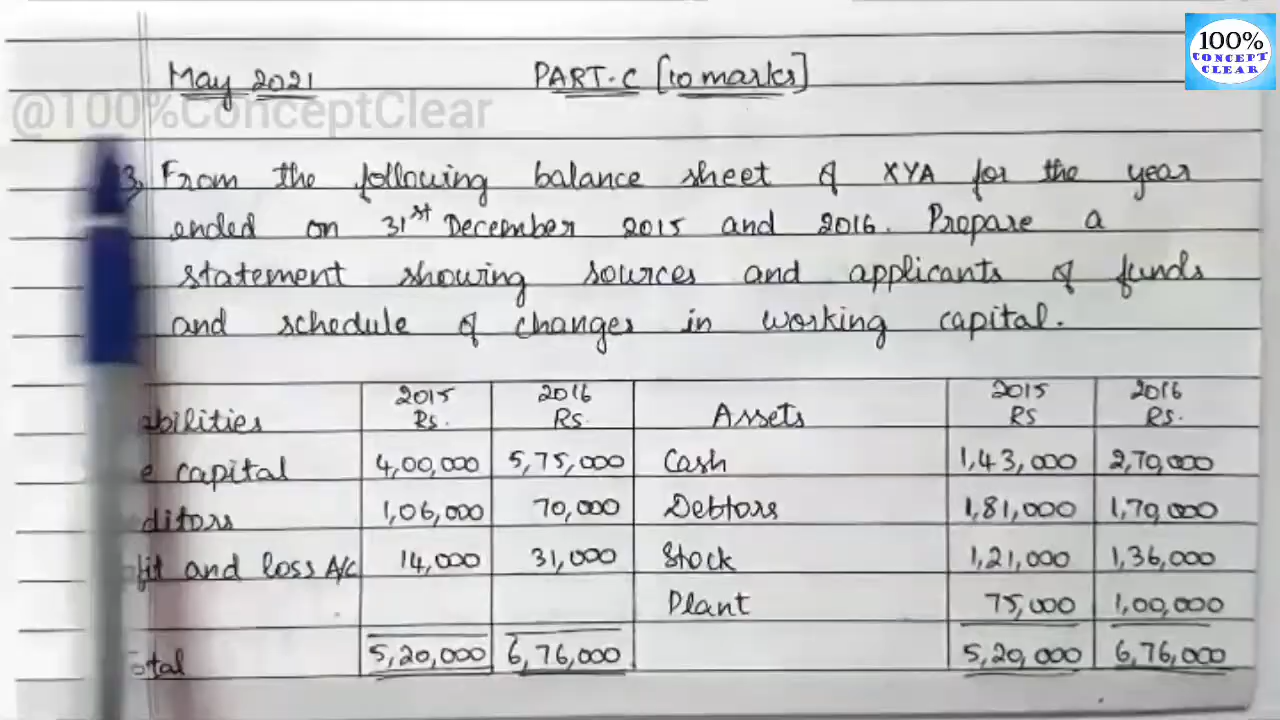 100%
CONCEPT
CLEAR
May 2021 PART-C [10 marks]
@100%ConceptClear
3, From the following balance sheet of XYA for the year
ended on 31st December 2015 and 2016. Prepare a
statement showing sources and applicants of funds
and schedule of changes in working capital.
abilities 2015 Rs. 2016 Rs. Assets 2015 RS 2016 Rs.
e capital 4,00,000 5,75,000 Cash 1,43,000 2,70,000
ditors 1,06,000 70,000 Debtors 1,81,000 1,70,000
fit and loss A/c 14,000 31,000 Stock 1,21,000 1,36,000
Plant 75,000 1,00,000
otal 5,20,000 6,76,000 5,20,000 6,76,000